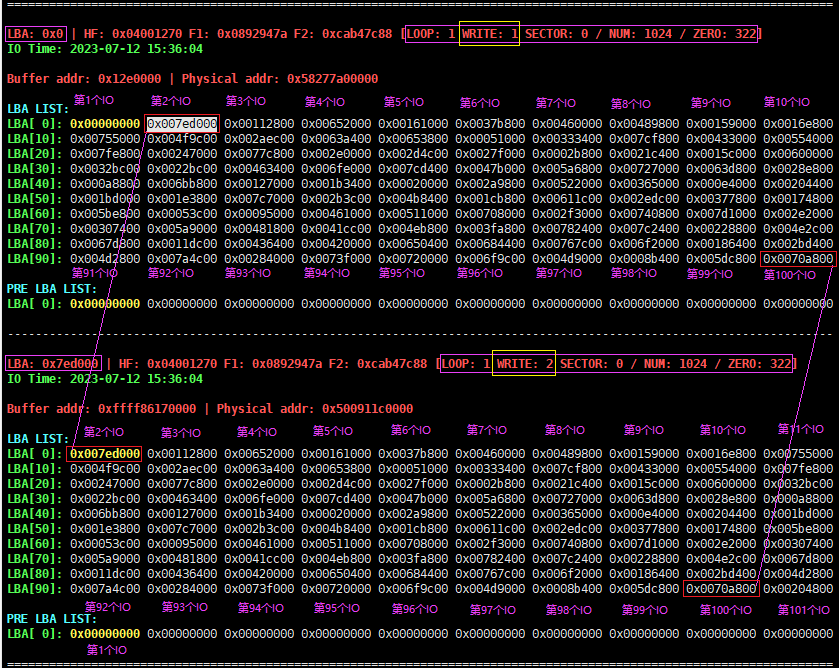 LBA: 0x0 | HF: 0x04001270 F1: 0x0892947a F2: 0xcab47c88 [LOOP: 1 WRITE: 1 SECTOR: 0 / NUM: 1024 / ZERO: 322]
IO Time: 2023-07-12 15:36:04
Buffer addr: 0x12e0000 | Physical addr: 0x58277a00000
第1个IO 第2个IO 第3个IO 第4个IO 第5个IO 第6个IO 第7个IO 第8个IO 第9个IO 第10个IO
LBA LIST:
LBA[ 0]: 0x00000000 0x007ed000 0x00112800 0x00652000 0x00161000 0x0037b800 0x00460000 0x00489800 0x00159000 0x0016e800
LBA[10]: 0x00755000 0x004f9c00 0x002aec00 0x0063a400 0x00653800 0x00051000 0x00333400 0x007cf800 0x00433000 0x00554000
LBA[20]: 0x007fe800 0x00247000 0x0077c800 0x002e0000 0x002d4c00 0x0027f000 0x0002b800 0x0021c400 0x0015c000 0x00600000
LBA[30]: 0x0032bc00 0x0022bc00 0x00463400 0x006fe000 0x007cd400 0x0047b000 0x005a6800 0x00727000 0x0063d800 0x0028e800
LBA[40]: 0x000a8800 0x006bb800 0x00127000 0x001b3400 0x00020000 0x002a9800 0x00522000 0x00365000 0x000e4000 0x00204400
LBA[50]: 0x001bd000 0x001e3800 0x007c7000 0x002b3c00 0x004b8400 0x001cb800 0x00611c00 0x002edc00 0x00377800 0x00174800
LBA[60]: 0x005be800 0x00053c00 0x00095000 0x00461000 0x00511000 0x00708000 0x002f3000 0x00740800 0x007d1000 0x002e2000
LBA[70]: 0x00307400 0x005a9000 0x00481800 0x0041cc00 0x004eb800 0x003fa800 0x00782400 0x007c2400 0x00228800 0x004e2c00
LBA[80]: 0x0067d800 0x0011dc00 0x00436400 0x00420000 0x00650400 0x00684400 0x00767c00 0x006f2000 0x00186400 0x002bd400
LBA[90]: 0x004d2800 0x007a4c00 0x00284000 0x0073f000 0x00720000 0x006f9c00 0x004d9000 0x0008b400 0x005dc800 0x0070a800
第91个IO 第92个IO 第93个IO 第94个IO 第95个IO 第96个IO 第97个IO 第98个IO 第99个IO 第100个IO
PRE LBA LIST:
LBA[ 0]: 0x00000000 0x00000000 0x00000000 0x00000000 0x00000000 0x00000000 0x00000000 0x00000000 0x00000000 0x00000000
LBA: 0x7ed000 | HF: 0x04001270 F1: 0x0892947a F2: 0xcab47c88 [LOOP: 1 WRITE: 2 SECTOR: 0 / NUM: 1024 / ZERO: 322]
IO Time: 2023-07-12 15:36:04
Buffer addr: 0xffff86170000 | Physical addr: 0x500911c0000
第2个IO 第3个IO 第4个IO 第5个IO 第6个IO 第7个IO 第8个IO 第9个IO 第10个IO 第11个IO
LBA LIST:
LBA[ 0]: 0x007ed000 0x00112800 0x00652000 0x00161000 0x0037b800 0x00460000 0x00489800 0x00159000 0x0016e800 0x00755000
LBA[10]: 0x004f9c00 0x002aec00 0x0063a400 0x00653800 0x00051000 0x00333400 0x007cf800 0x00433000 0x00554000 0x007fe800
LBA[20]: 0x00247000 0x0077c800 0x002e0000 0x002d4c00 0x0027f000 0x0002b800 0x0021c400 0x0015c000 0x00600000 0x0032bc00
LBA[30]: 0x0022bc00 0x00463400 0x006fe000 0x007cd400 0x0047b000 0x005a6800 0x00727000 0x0063d800 0x0028e800 0x000a8800
LBA[40]: 0x006bb800 0x00127000 0x001b3400 0x00020000 0x002a9800 0x00522000 0x00365000 0x000e4000 0x00204400 0x001bd000
LBA[50]: 0x001e3800 0x007c7000 0x002b3c00 0x004b8400 0x001cb800 0x00611c00 0x002edc00 0x00377800 0x00174800 0x005be800
LBA[60]: 0x00053c00 0x00095000 0x00461000 0x00511000 0x00708000 0x002f3000 0x00740800 0x007d1000 0x002e2000 0x00307400
LBA[70]: 0x005a9000 0x00481800 0x0041cc00 0x004eb800 0x003fa800 0x00782400 0x007c2400 0x00228800 0x004e2c00 0x0067d800
LBA[80]: 0x0011dc00 0x00436400 0x00420000 0x00650400 0x00684400 0x00767c00 0x006f2000 0x00186400 0x002bd400 0x004d2800
LBA[90]: 0x007a4c00 0x00284000 0x0073f000 0x00720000 0x006f9c00 0x004d9000 0x0008b400 0x005dc800 0x0070a800 0x00204800
第92个IO 第93个IO 第94个IO 第95个IO 第96个IO 第97个IO 第98个IO 第99个IO 第100个IO 第101个IO
PRE LBA LIST:
LBA[ 0]: 0x00000000 0x00000000 0x00000000 0x00000000 0x00000000 0x00000000 0x00000000 0x00000000 0x00000000 0x00000000
第1个IO